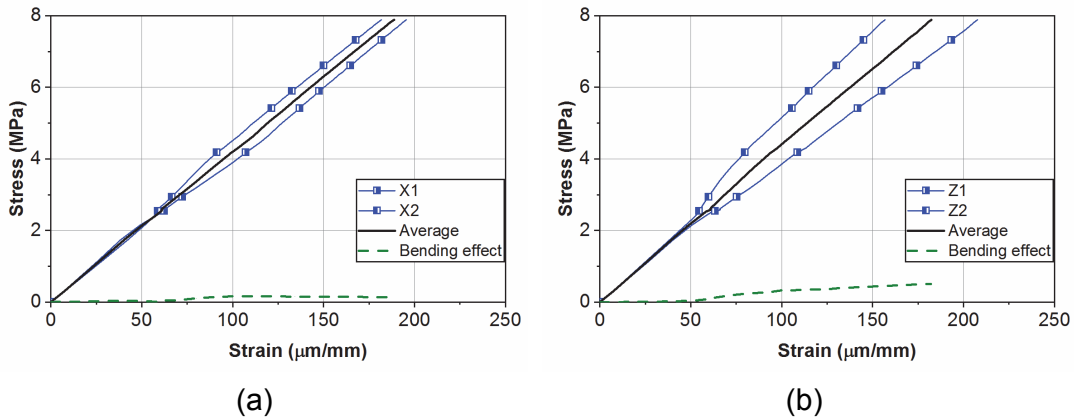 8
6
4
2
0
Stress (MPa)
0 50 100 150 200 250
Strain (μm/mm)
X1
X2
Average
Bending effect
(a)
8
6
4
2
0
Stress (MPa)
0 50 100 150 200 250
Strain (μm/mm)
Z1
Z2
Average
Bending effect
(b)